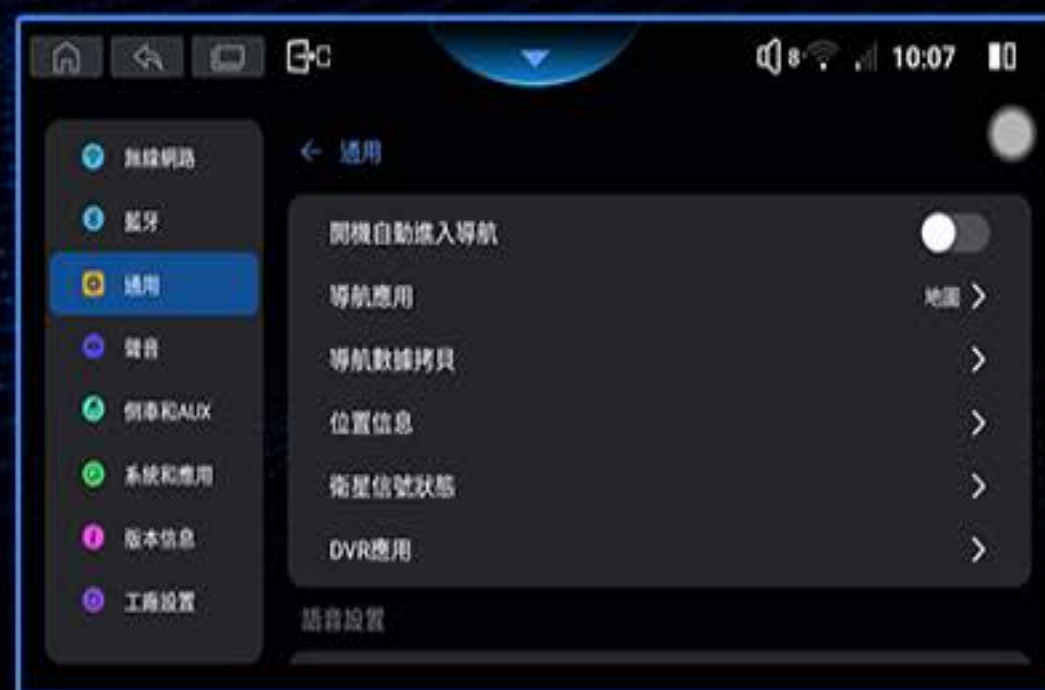 8 10:07
無線網路
藍牙
通用
聲音
倒車和AUX
系統和應用
版本信息
工廠設置
通用
開機自動進入導航
導航應用 地圖
導航數據拷貝
位置信息
衛星信號狀態
DVR應用
語音設置